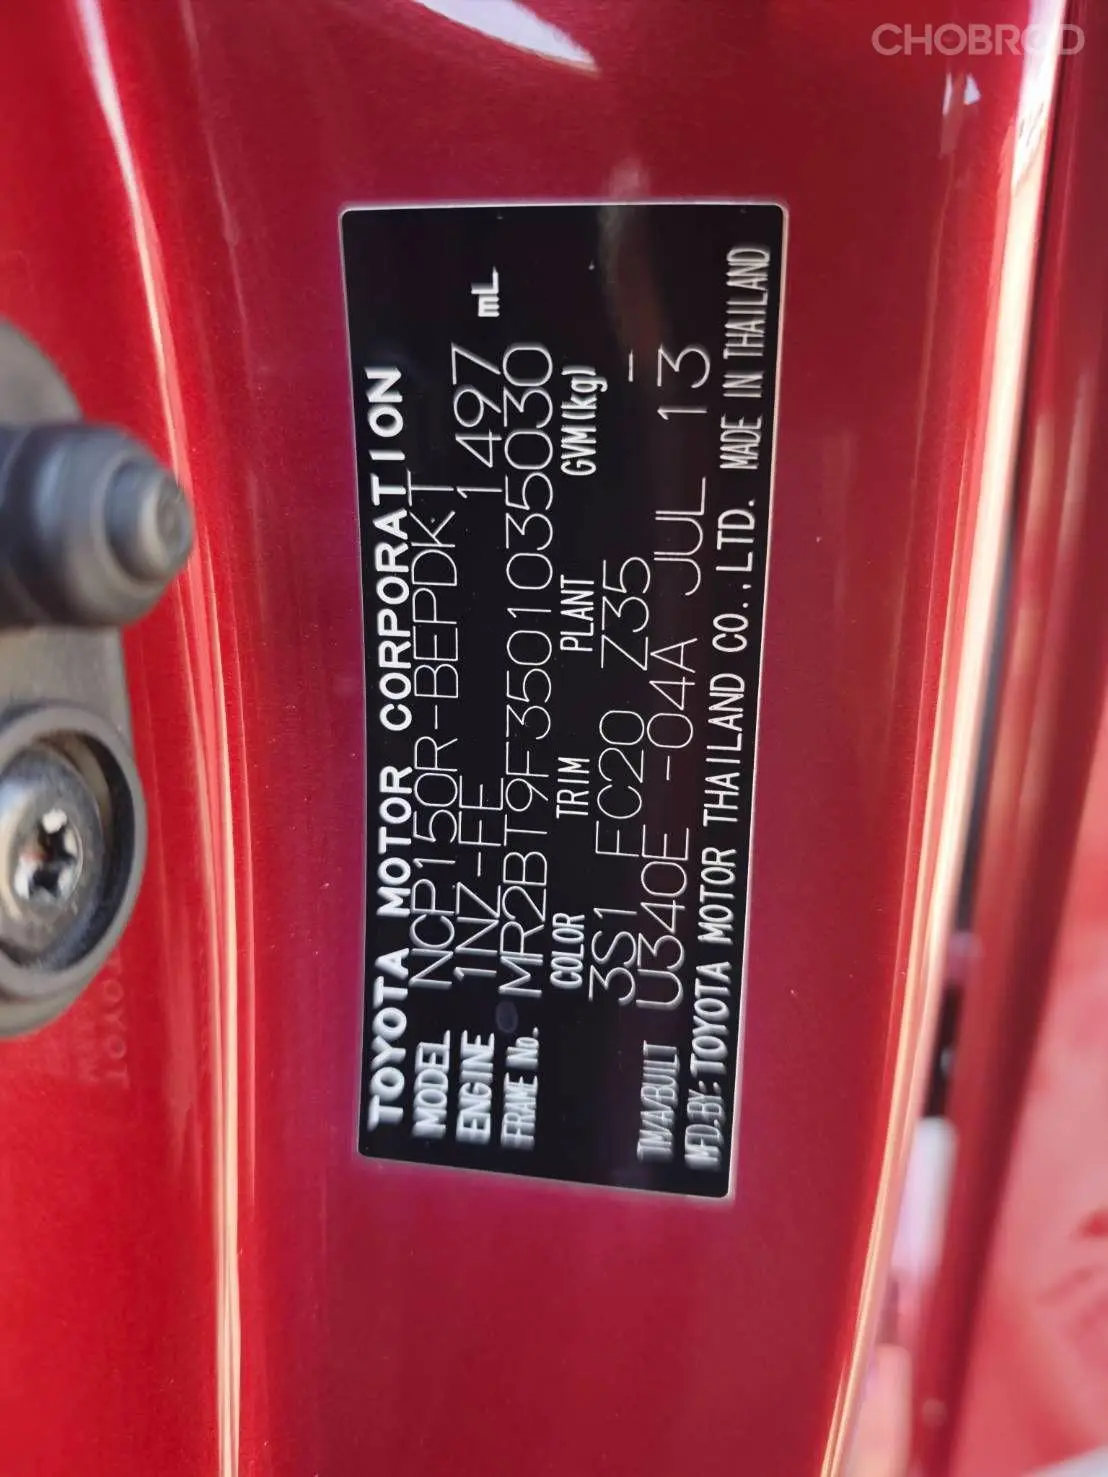 CHOBROD
TOYOTA MOTOR CORPORATION
MODEL NCP150R-BEPDKT
ENGINE 1NZ-FE 1497 mL
FRAME No. MR2BT9F3501035030
COLOR TRIM PLANT GVM(kg)
3S1 FC20 Z35 -
TM/A/BUILT U340E -04A JUL 13
MFD.BY:TOYOTA MOTOR THAILAND CO.,LTD. MADE IN THAILAND